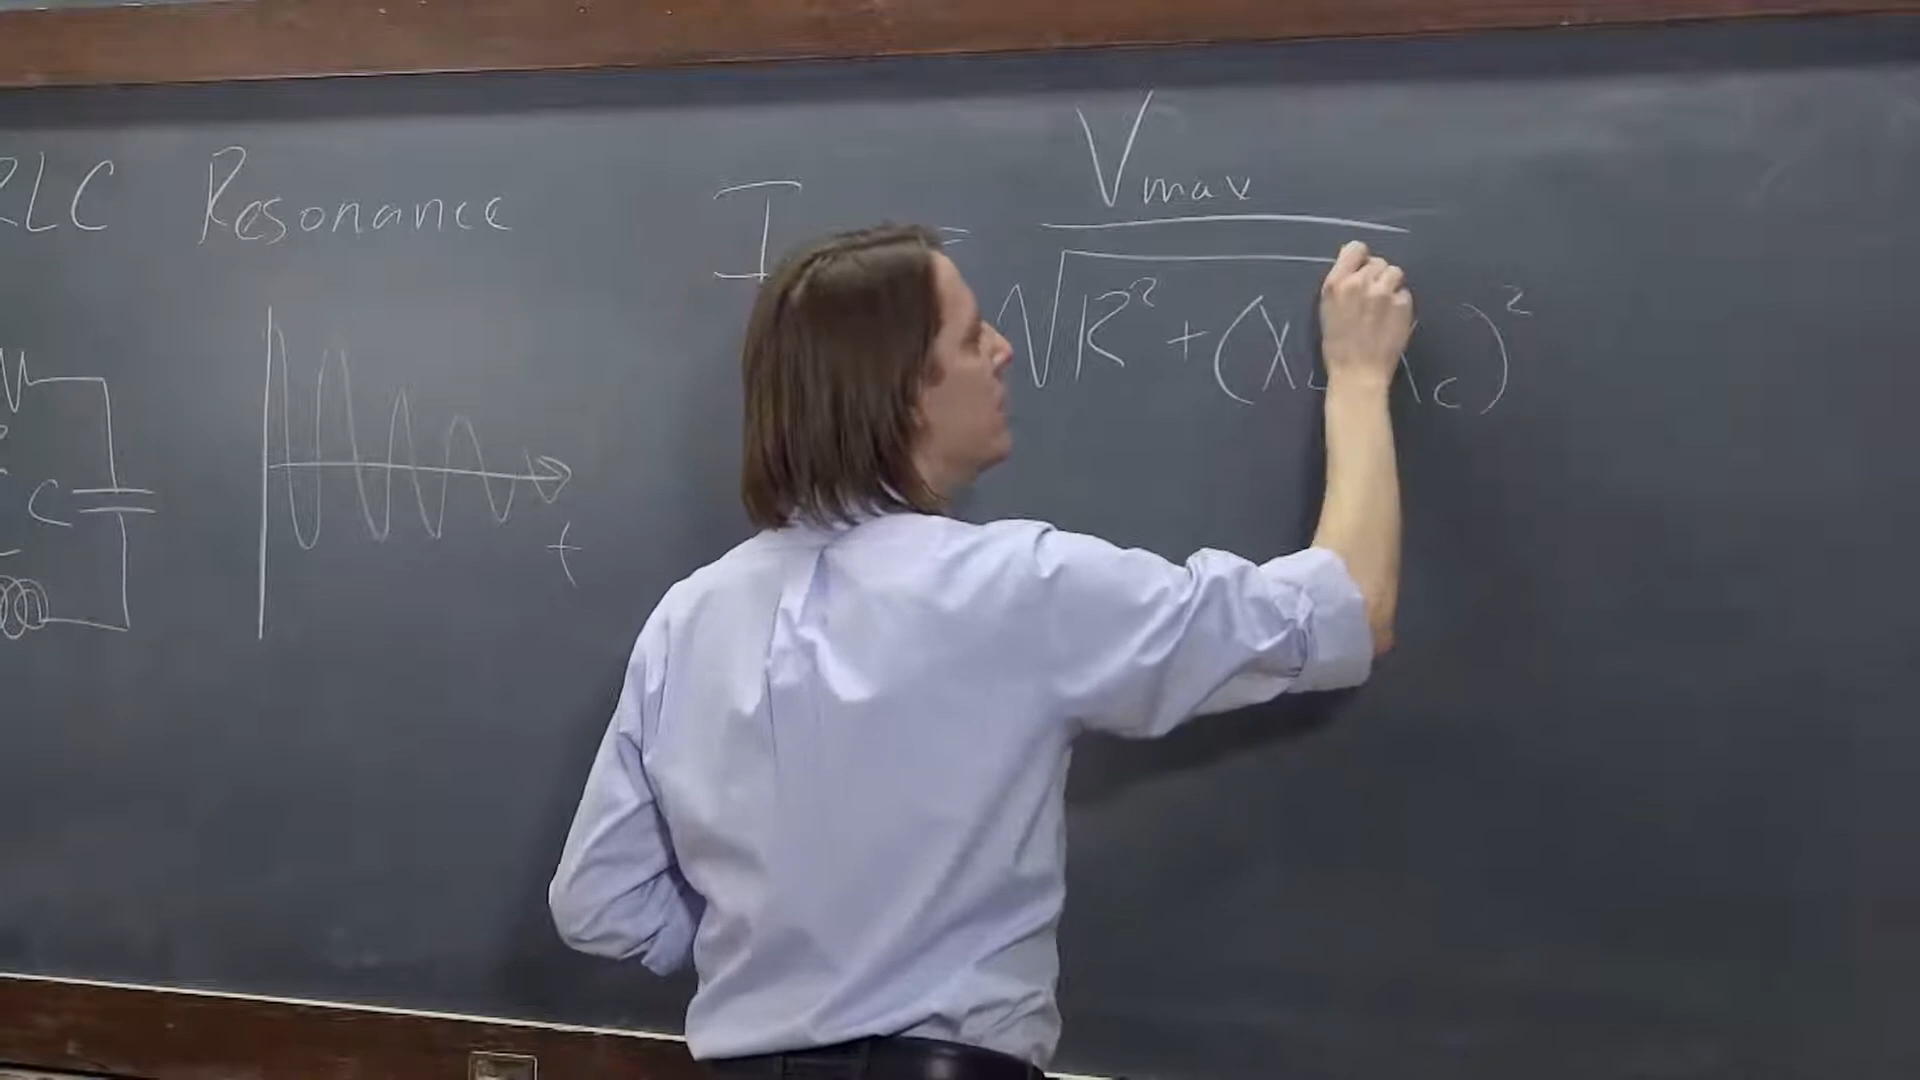 RLC Resonance
I = Vmax
√R² + (XL Xc)²
C
t